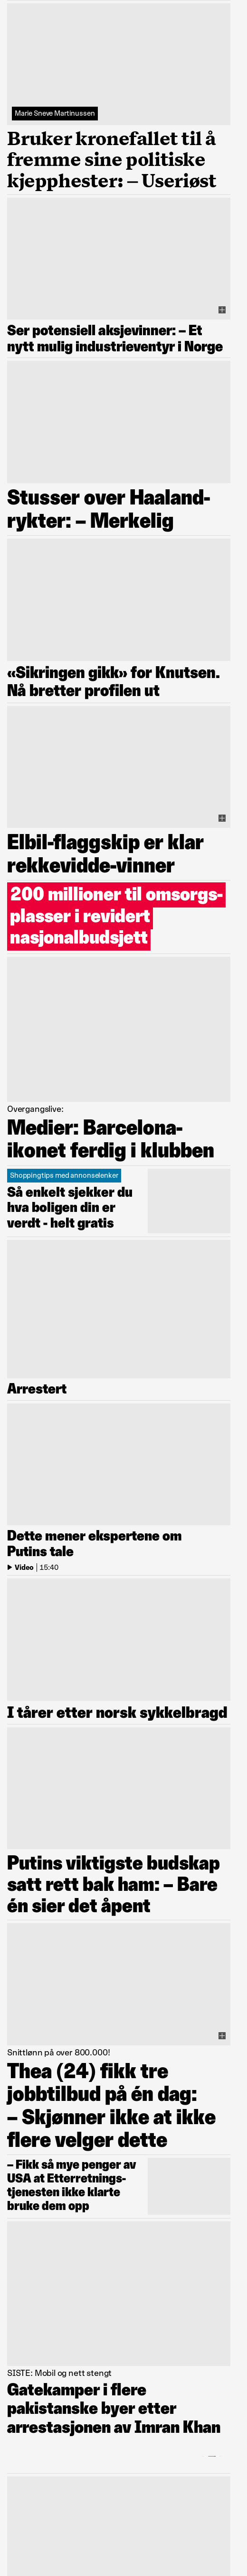 Marie Sneve Martinussen
Bruker kronefallet til å
fremme sine politiske
kjepphester: – Useriøst
Ser potensiell aksjevinner: – Et
nytt mulig industrieventyr i Norge
Stusser over Haaland-
rykter: – Merkelig
«Sikringen gikk» for Knutsen.
Nå bretter profilen ut
Elbil-flaggskip er klar
rekkevidde-vinner
200 millioner til omsorgs-
plasser i revidert
nasjonalbudsjett
Overgangslive:
Medier: Barcelona-
ikonet ferdig i klubben
Shoppingtips med annonselenker
Så enkelt sjekker du
hva boligen din er
verdt - helt gratis
Arrestert
Dette mener ekspertene om
Putins tale
Video 15:40
I tårer etter norsk sykkelbragd
Putins viktigste budskap
satt rett bak ham: – Bare
én sier det åpent
Snittlønn på over 800.000!
Thea (24) fikk tre
jobbtilbud på én dag:
– Skjønner ikke at ikke
flere velger dette
– Fikk så mye penger av
USA at Etterretnings-
tjenesten ikke klarte
bruke dem opp
SISTE: Mobil og nett stengt
Gatekamper i flere
pakistanske byer etter
arrestasjonen av Imran Khan